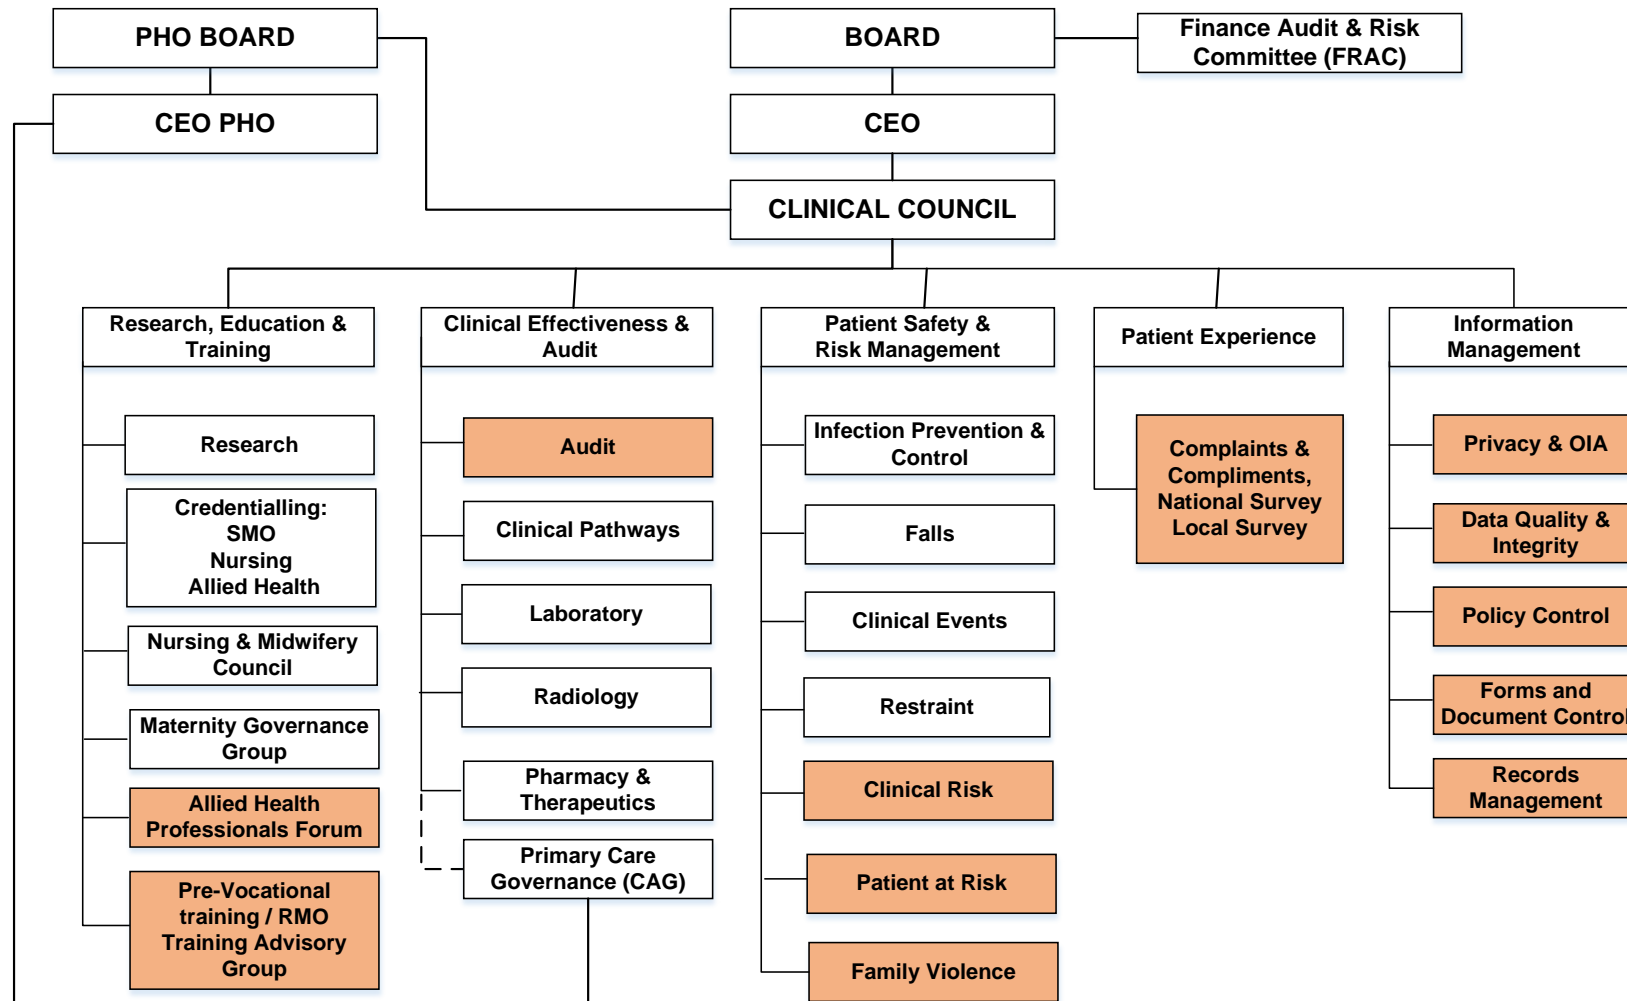 PHO BOARD
BOARD
Finance Audit & Risk
Committee (FRAC)
CEO PHO
CEO
CLINICAL COUNCIL
Research, Education &
Training
Research
Credentialling:
SMO
Nursing
Allied Health
Nursing & Midwifery
Council
Maternity Governance
Group
Allied Health
Professionals Forum
Pre-Vocational
training / RMO
Training Advisory
Group
Clinical Effectiveness &
Audit
Audit
Clinical Pathways
Laboratory
Radiology
Pharmacy &
Therapeutics
Primary Care
Governance (CAG)
Patient Safety &
Risk Management
Infection Prevention &
Control
Falls
Clinical Events
Restraint
Clinical Risk
Patient at Risk
Family Violence
Patient Experience
Complaints &
Compliments,
National Survey
Local Survey
Information
Management
Privacy & OIA
Data Quality &
Integrity
Policy Control
Forms and
Document Control
Records
Management